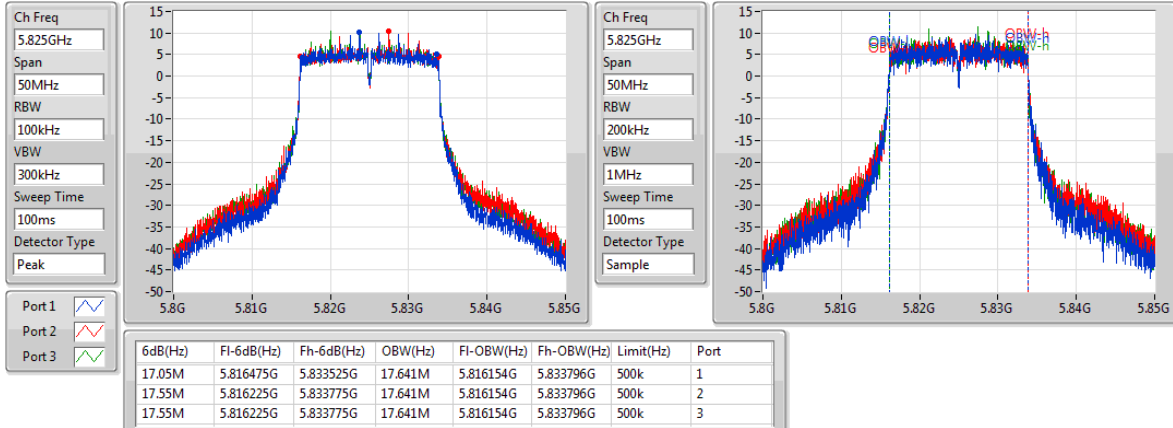 Ch Freq
5.825GHz
Span
50MHz
RBW
100kHz
VBW
300kHz
Sweep Time
100ms
Detector Type
Peak
Port 1
Port 2
Port 3
15
10
5
0
-5
-10
-15
-20
-25
-30
-35
-40
-45
-50
5.8G 5.81G 5.82G 5.83G 5.84G 5.85G
Ch Freq
5.825GHz
Span
50MHz
RBW
200kHz
VBW
1MHz
Sweep Time
100ms
Detector Type
Sample
15
10
5
0
-5
-10
-15
-20
-25
-30
-35
-40
-45
-50
OBW-h
5.8G 5.81G 5.82G 5.83G 5.84G 5.85G
6dB(Hz) Fl-6dB(Hz) Fh-6dB(Hz) OBW(Hz) Fl-OBW(Hz) Fh-OBW(Hz) Limit(Hz) Port
17.05M 5.816475G 5.833525G 17.641M 5.816154G 5.833796G 500k 1
17.55M 5.816225G 5.833775G 17.641M 5.816154G 5.833796G 500k 2
17.55M 5.816225G 5.833775G 17.641M 5.816154G 5.833796G 500k 3